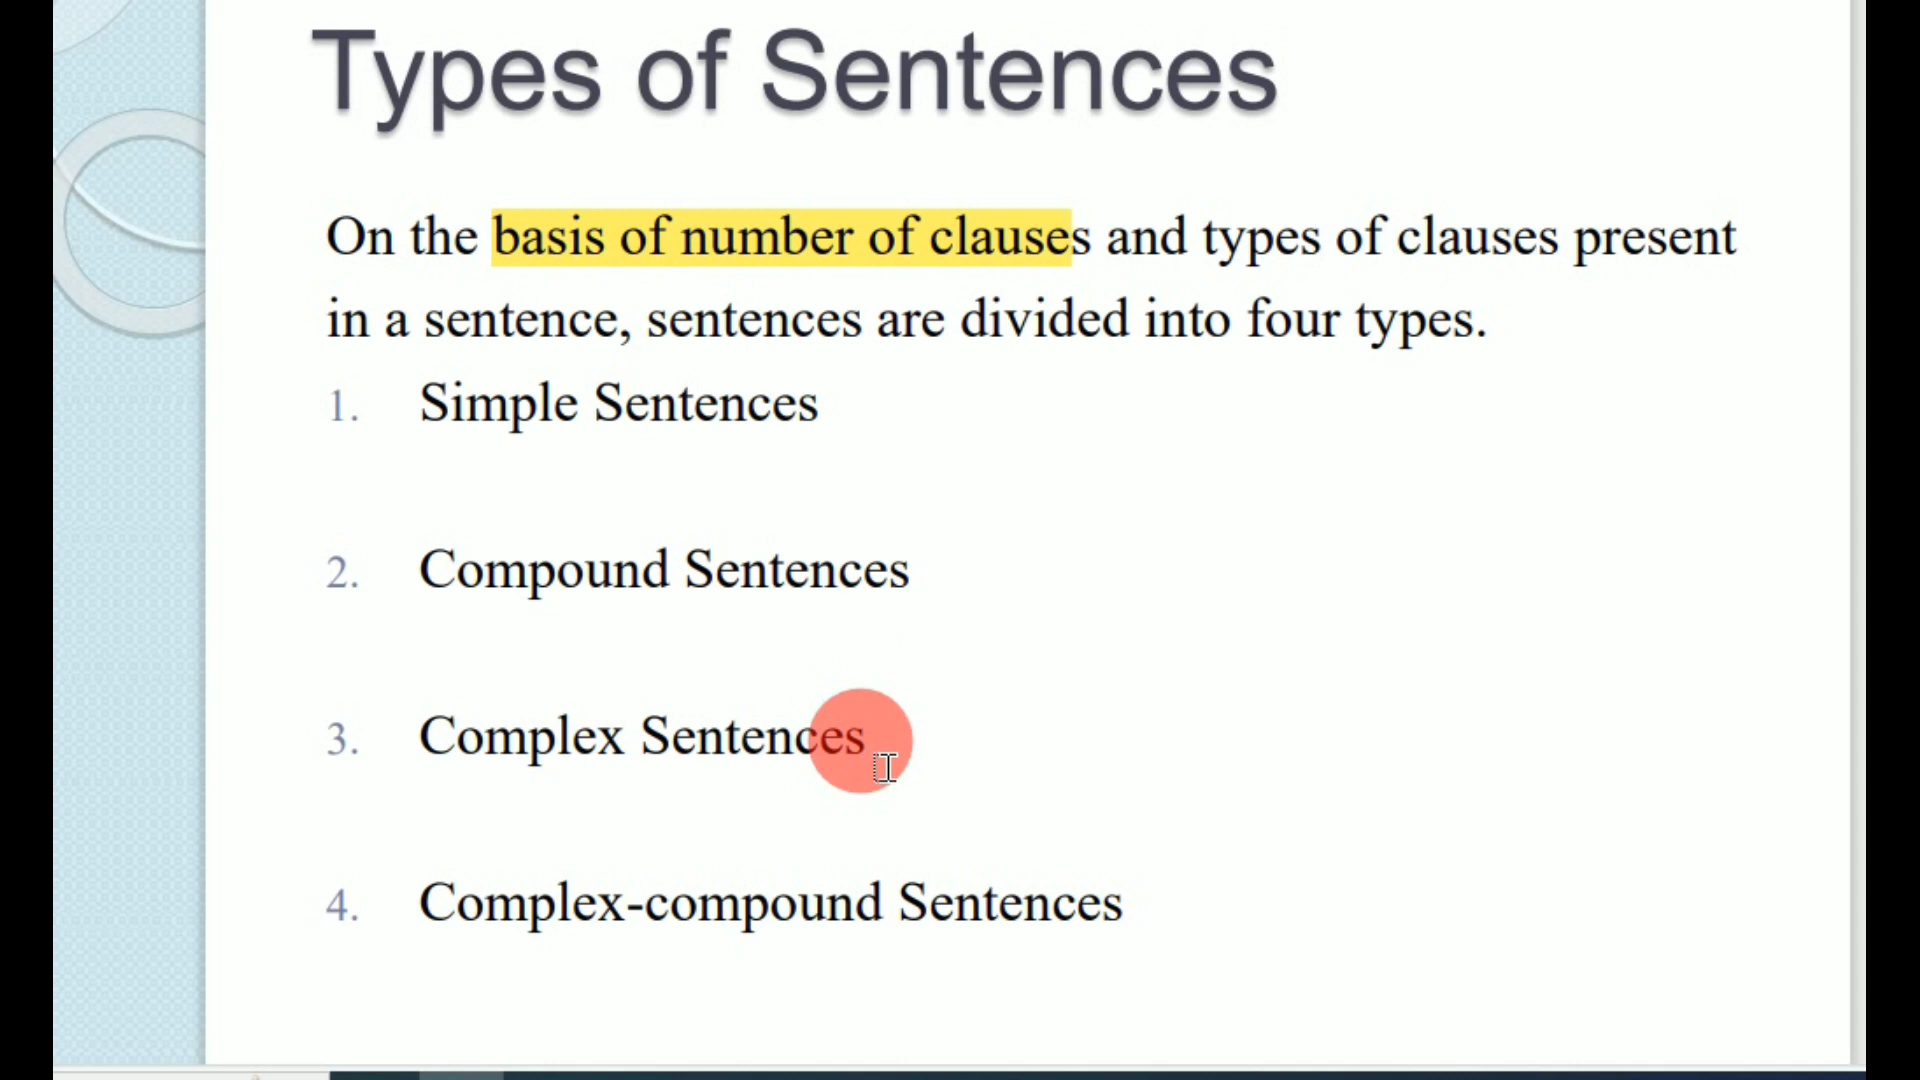 Types of Sentences
On the basis of number of clauses and types of clauses present
in a sentence, sentences are divided into four types.
1. Simple Sentences
2. Compound Sentences
3. Complex Sentences
4. Complex-compound Sentences